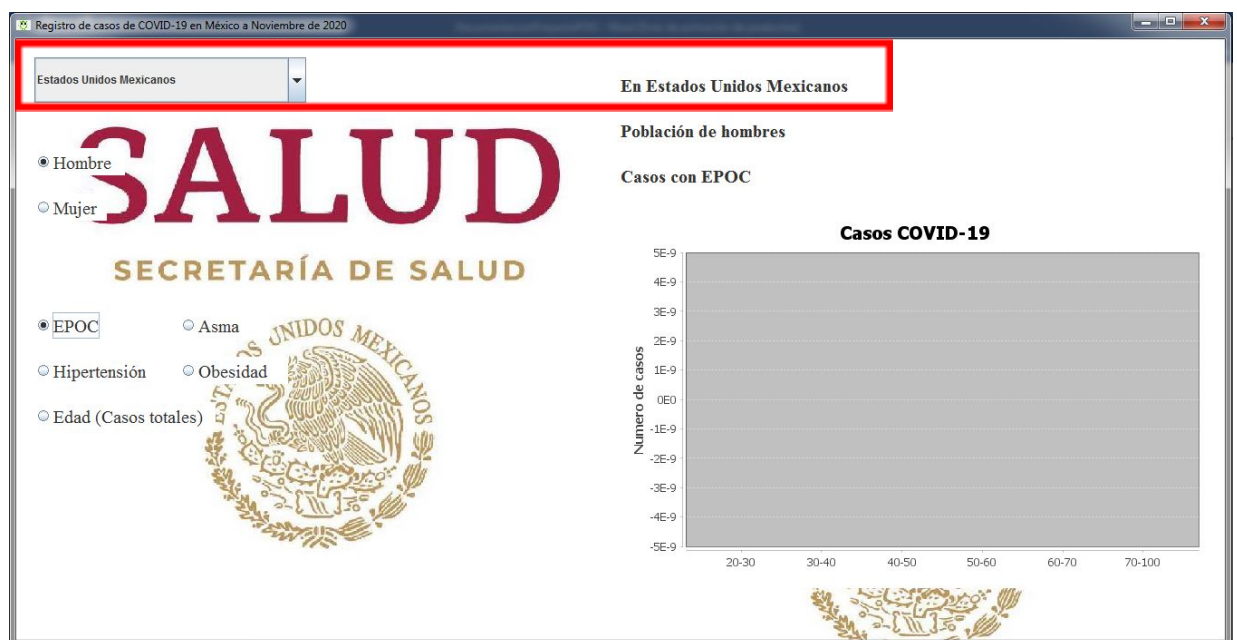 Registro de casos de COVID-19 en México a Noviembre de 2020
Estados Unidos Mexicanos
En Estados Unidos Mexicanos
Población de hombres
Casos con EPOC
SALUD
SECRETARÍA DE SALUD
Hombre
Mujer
EPOC
Asma
Hipertensión
Obesidad
Edad (Casos totales)
ESTADOS UNIDOS MEXICANOS
Casos COVID-19
Numero de casos
5E-9
4E-9
3E-9
2E-9
1E-9
0E0
-1E-9
-2E-9
-3E-9
-4E-9
-5E-9
20-30 30-40 40-50 50-60 60-70 70-100